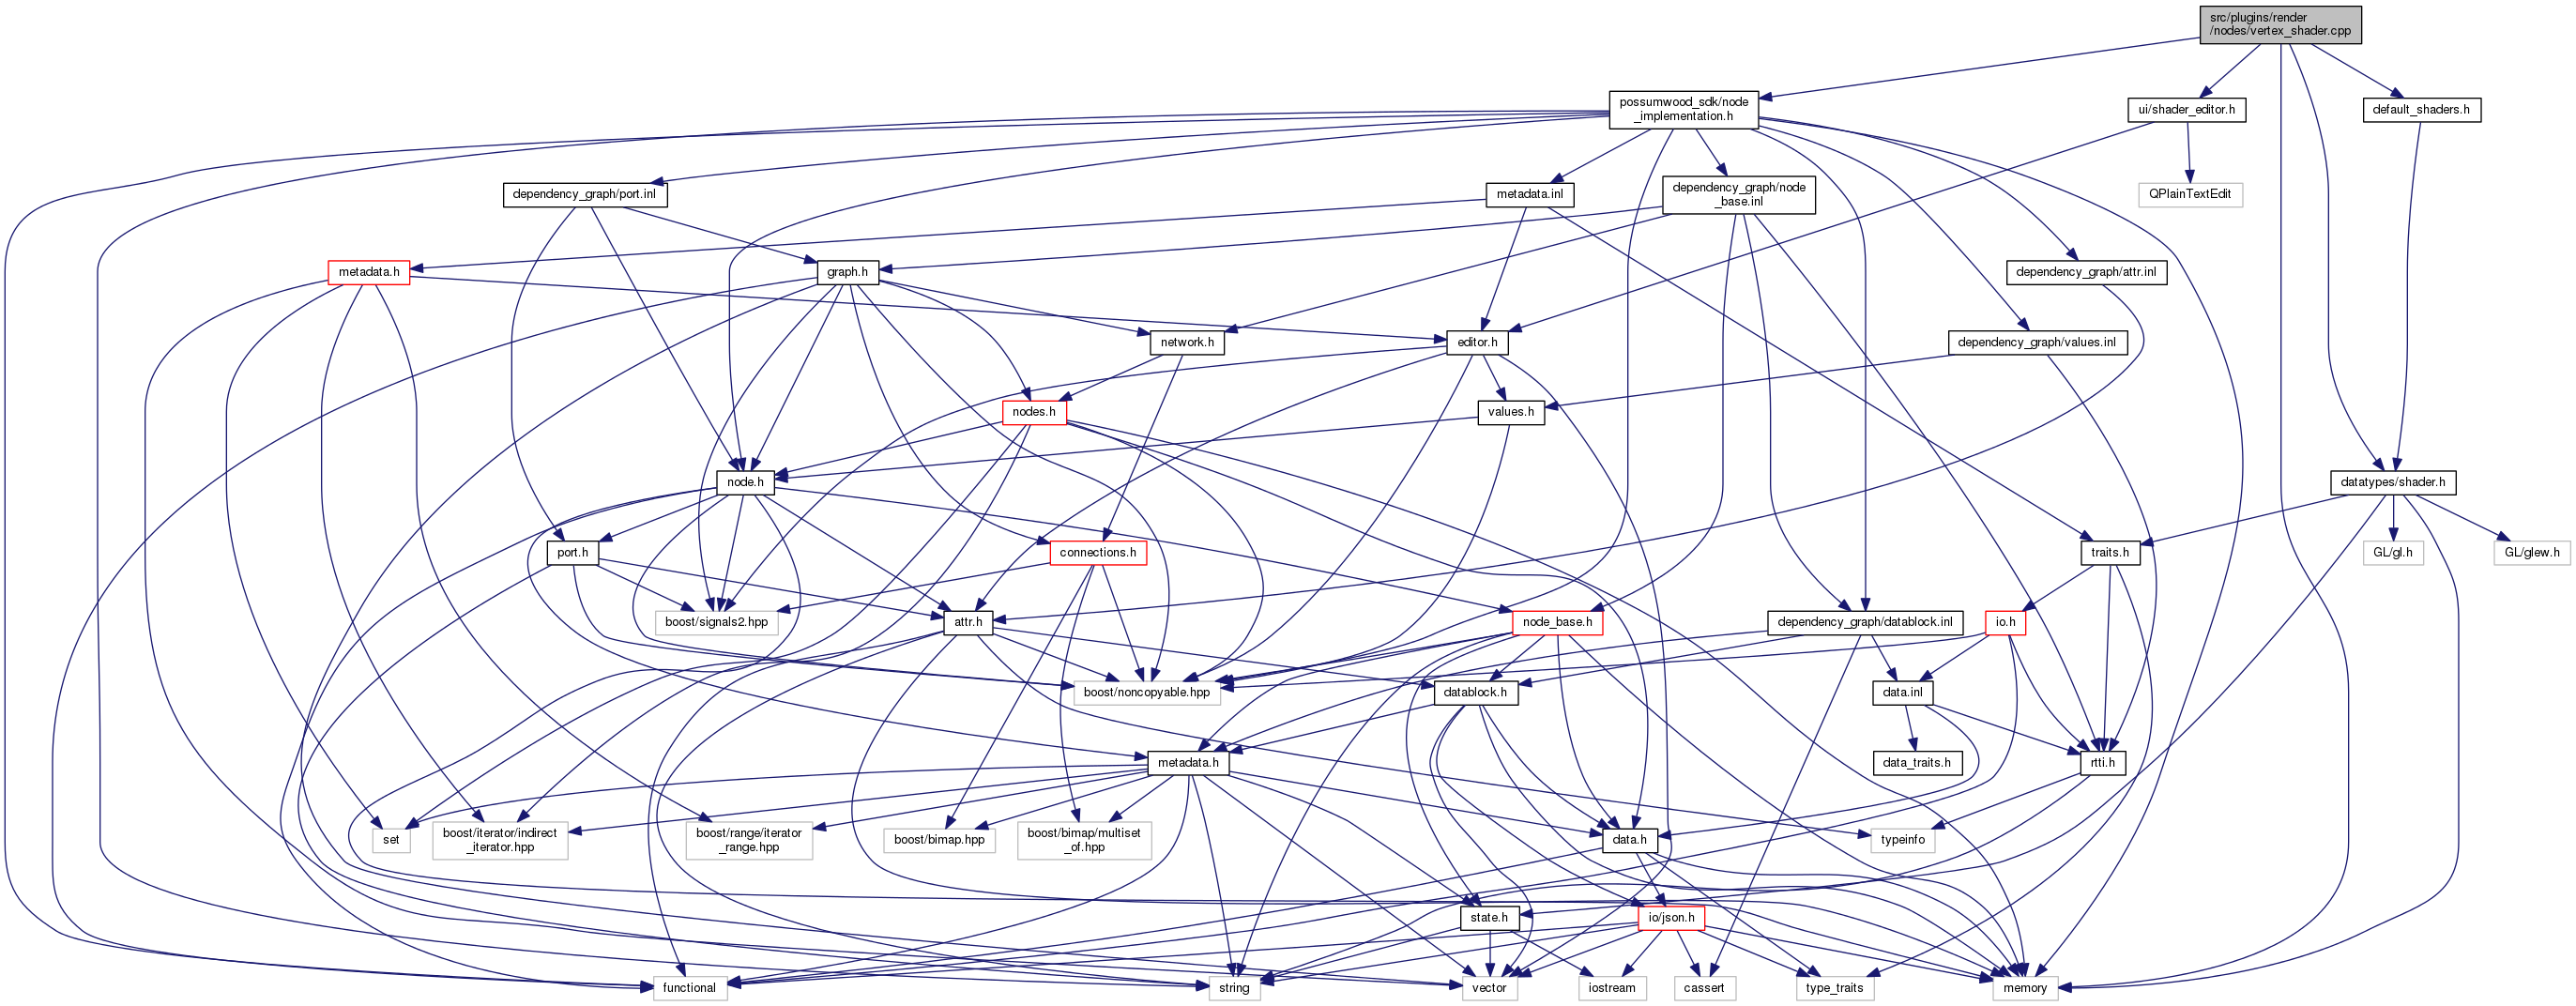 src/plugins/render
/nodes/vertex_shader.cpp
possumwood_sdk/node
_implementation.h
ui/shader_editor.h
default_shaders.h
dependency_graph/port.inl
metadata.inl
dependency_graph/node
_base.inl
QPlainTextEdit
metadata.h
graph.h
dependency_graph/attr.inl
network.h
editor.h
dependency_graph/values.inl
nodes.h
values.h
node.h
datatypes/shader.h
port.h
connections.h
traits.h
GL/gl.h
GL/glew.h
boost/signals2.hpp
attr.h
node_base.h
dependency_graph/datablock.inl
io.h
boost/noncopyable.hpp
datablock.h
data.inl
metadata.h
data_traits.h
rtti.h
set
boost/iterator/indirect
_iterator.hpp
boost/range/iterator
_range.hpp
boost/bimap.hpp
boost/bimap/multiset
_of.hpp
data.h
typeinfo
state.h
io/json.h
functional
string
vector
iostream
cassert
type_traits
memory